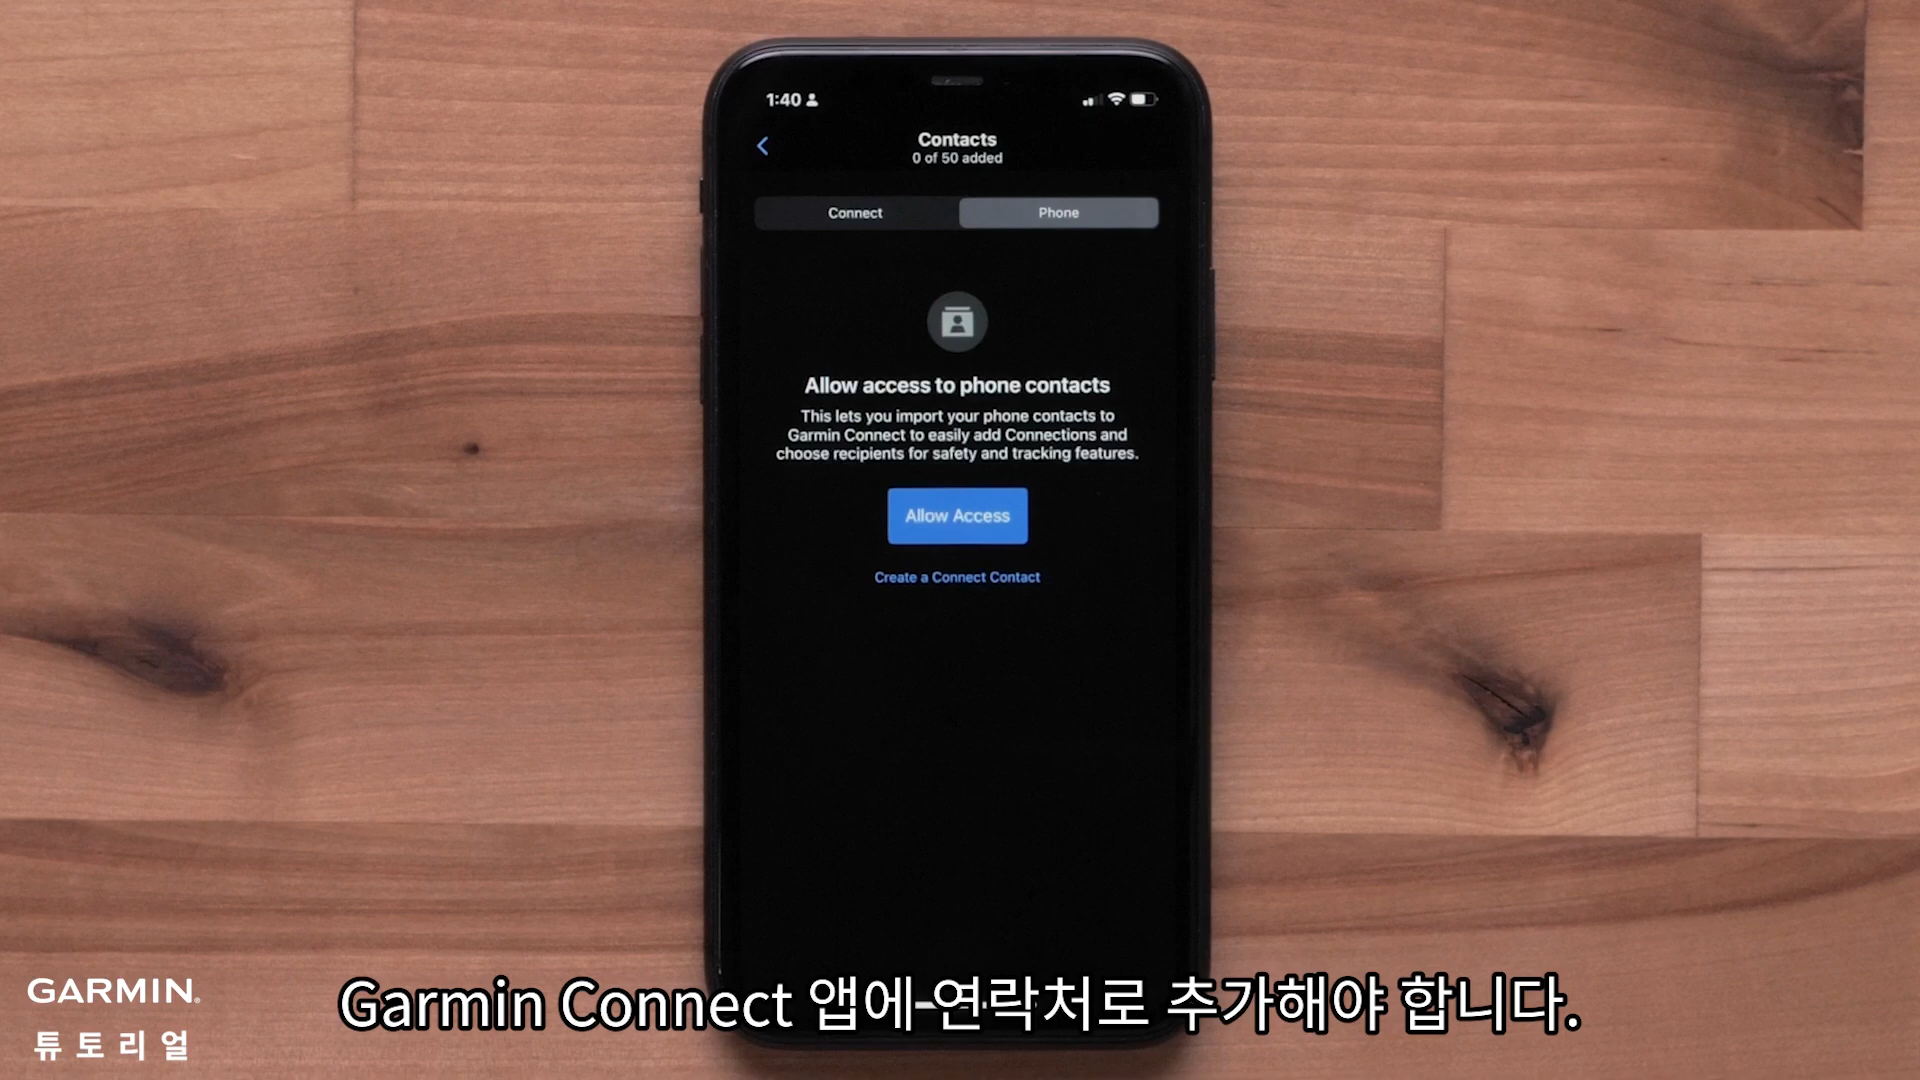 1:40
Contacts
0 of 50 added
Connect
Phone
Allow access to phone contacts
This lets you import your phone contacts to
Garmin Connect to easily add Connections and
choose recipients for safety and tracking features.
Allow Access
Create a Connect Contact
Garmin Connect 앱에 연락처로 추가해야 합니다.
GARMIN®
튜토리얼